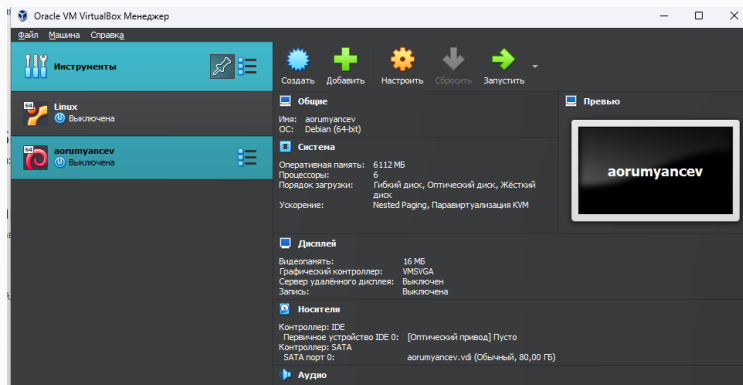 Oracle VM VirtualBox Менеджер
Файл Машина Справка
Инструменты
Создать Добавить Настроить Сбросить Запустить
64
Linux
Выключена
64
aorumyancev
Выключена
Общие
Имя: aorumyancev
ОС: Debian (64-bit)
Система
Оперативная память: 6112 МБ
Процессоры: 6
Порядок загрузки: Гибкий диск, Оптический диск, Жёсткий
диск
Ускорение: Nested Paging, Паравиртуализация KVM
Превью
aorumyancev
Дисплей
Видеопамять: 16 МБ
Графический контроллер: VMSVGA
Сервер удалённого дисплея: Выключен
Запись: Выключена
Носители
Контроллер: IDE
Первичное устройство IDE 0: [Оптический привод] Пусто
Контроллер: SATA
SATA порт 0: aorumyancev.vdi (Обычный, 80,00 ГБ)
Аудио